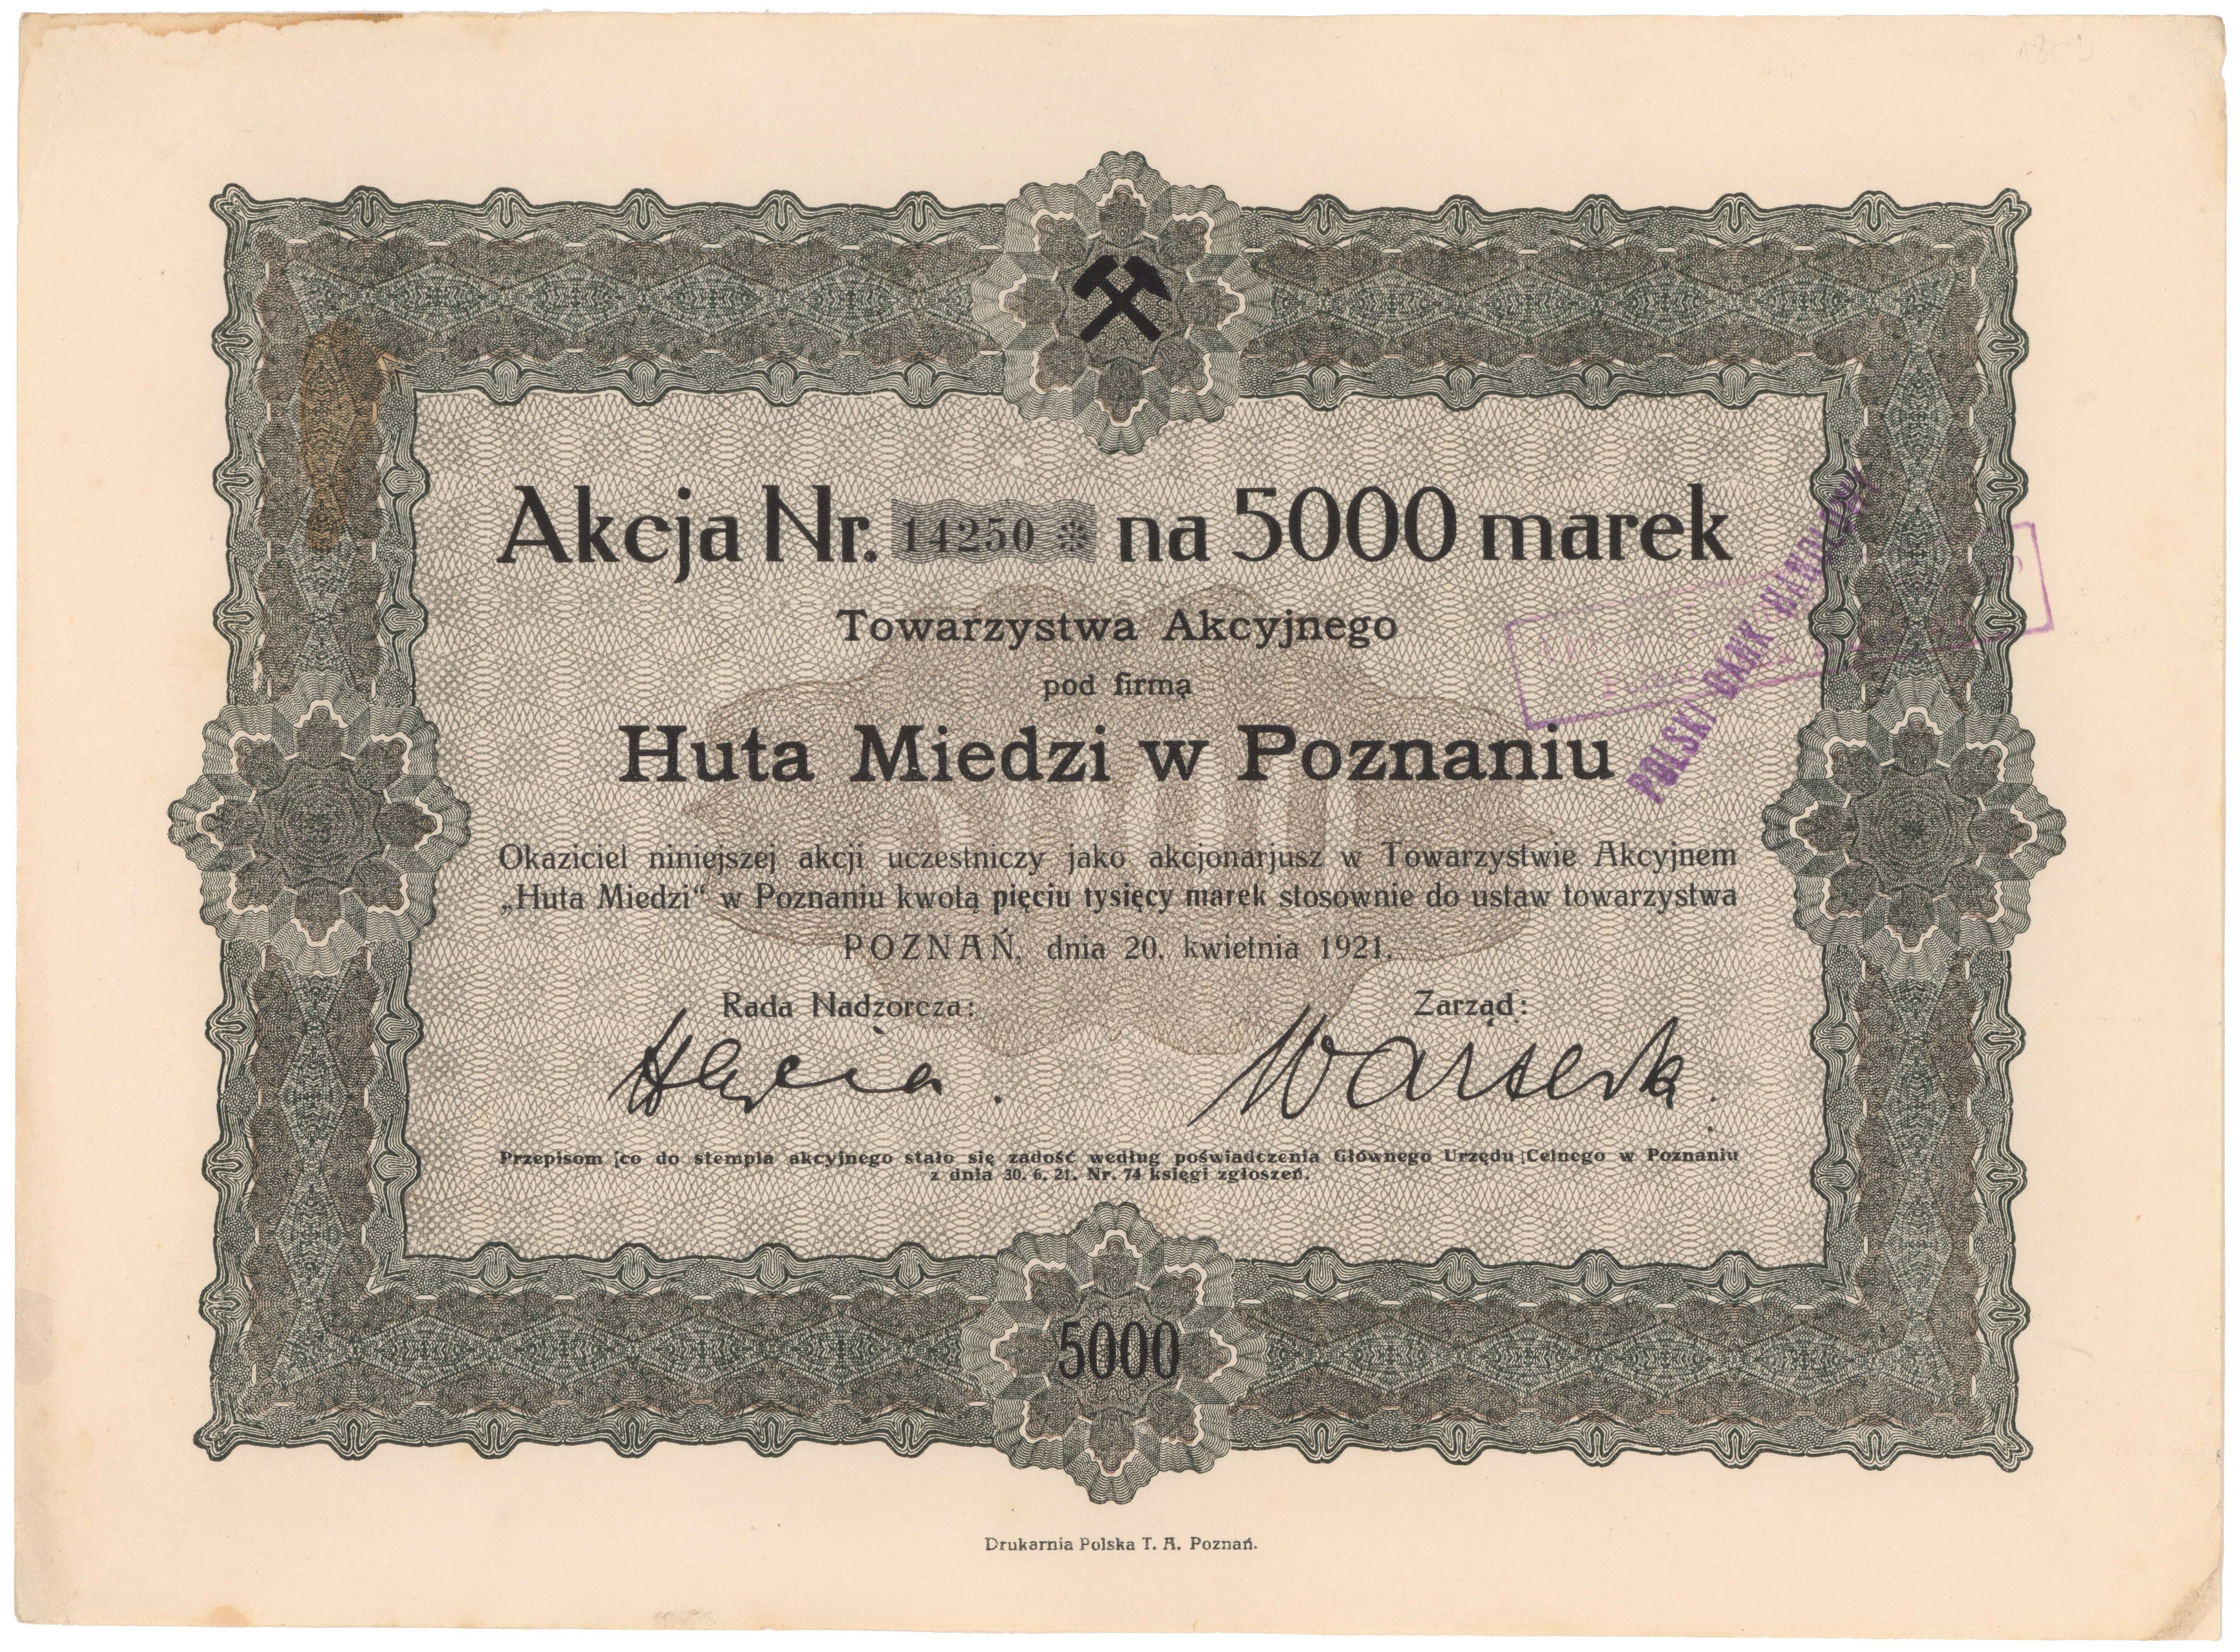 Akcja Nr. 14250 * na 5000 marek
Towarzystwa Akcyjnego
pod firmą
Huta Miedzi w Poznaniu
POLSKI BANK HANDLOWY
Okaziciel niniejszej akcji uczestniczy jako akcjonarjusz w Towarzystwie Akcyjnem
„Huta Miedzi“ w Poznaniu kwotą pięciu tysięcy marek stosownie do ustaw towarzystwa
POZNAŃ, dnia 20. kwietnia 1921.
Rada Nadzorcza: Zarząd:
Przepisom co do stempla akcyjnego stało się zadość według poświadczenia Głównego Urzędu Celnego w Poznaniu
z dnia 30. 6. 21. Nr. 74 księgi zgłoszeń.
5000
Drukarnia Polska T. A. Poznań.